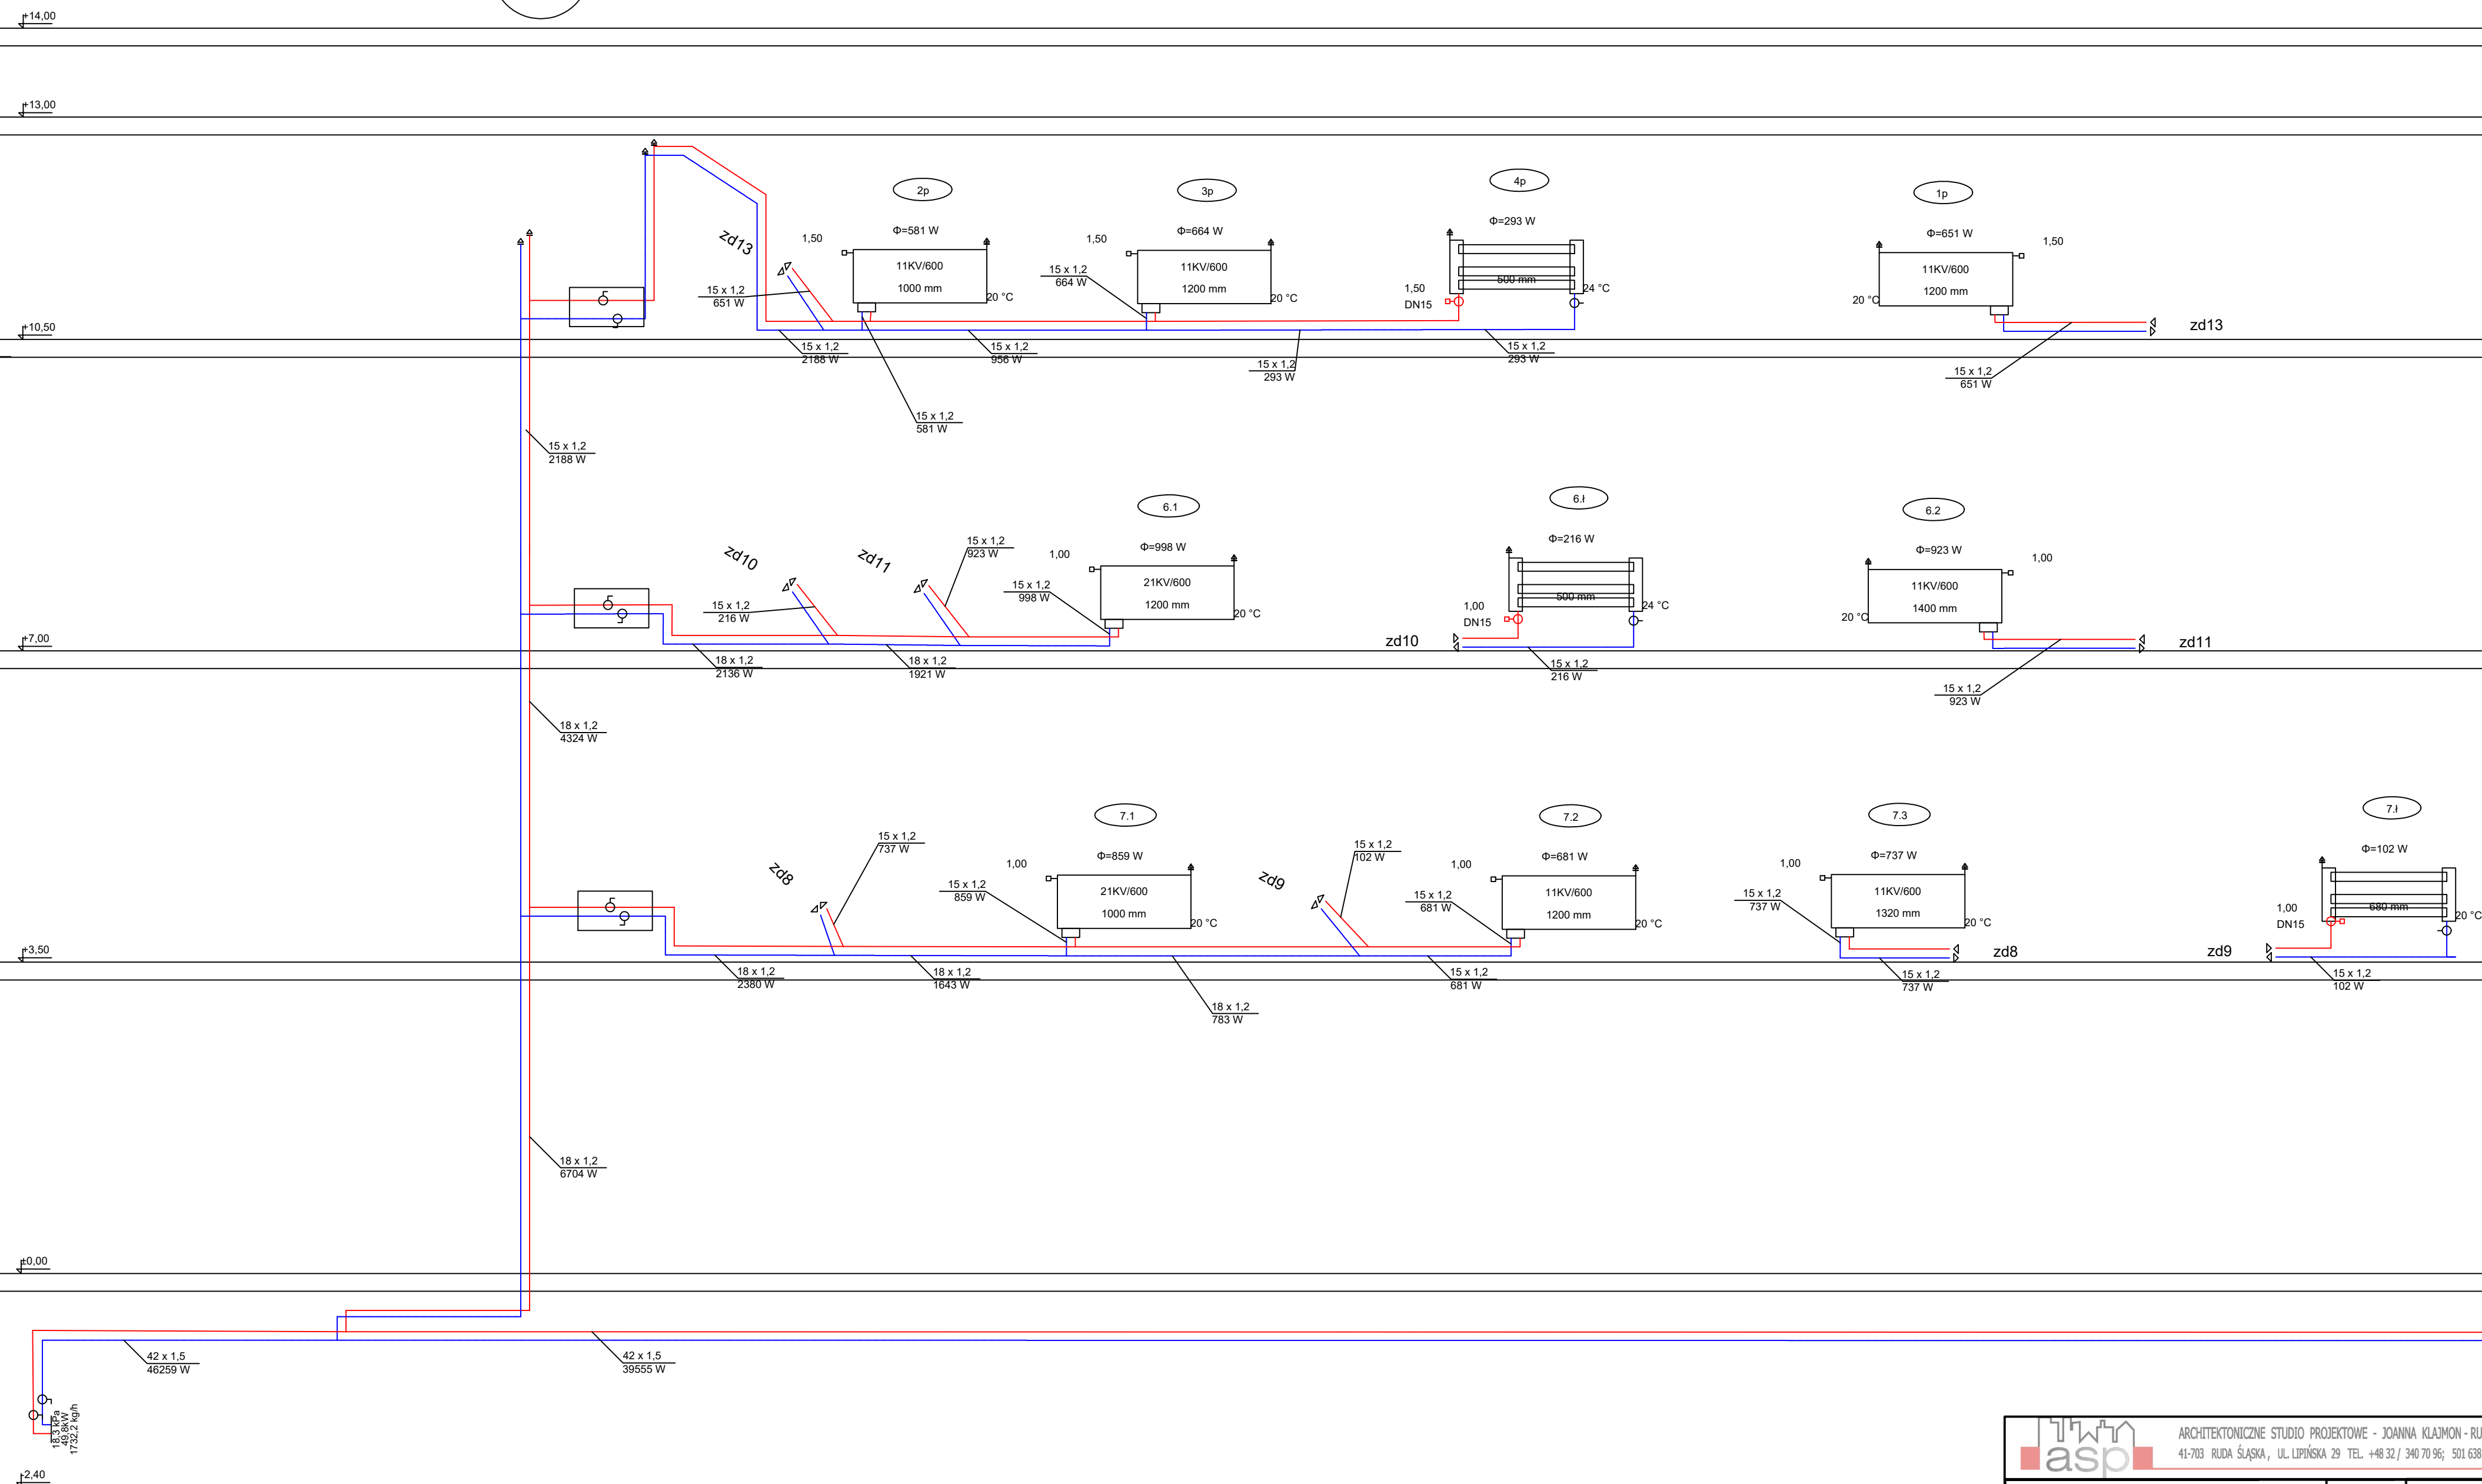 +14,00
+13,00
2p
3p
4p
1p
Φ=581 W
Φ=664 W
Φ=293 W
Φ=651 W
zd13
1,50
1,50
1,50
11KV/600
1000 mm
20 °C
11KV/600
1200 mm
20 °C
500 mm
24 °C
1,50
DN15
11KV/600
1200 mm
20 °C
15 x 1,2
651 W
15 x 1,2
664 W
zd13
+10,50
15 x 1,2
2188 W
15 x 1,2
956 W
15 x 1,2
293 W
15 x 1,2
293 W
15 x 1,2
651 W
15 x 1,2
581 W
15 x 1,2
2188 W
6.1
6.ł
6.2
Φ=998 W
Φ=216 W
Φ=923 W
zd10
zd11
15 x 1,2
923 W
1,00
1,00
21KV/600
1200 mm
20 °C
500 mm
24 °C
1,00
DN15
11KV/600
1400 mm
20 °C
15 x 1,2
216 W
15 x 1,2
998 W
zd10
zd11
+7,00
18 x 1,2
2136 W
18 x 1,2
1921 W
15 x 1,2
216 W
15 x 1,2
923 W
18 x 1,2
4324 W
7.1
7.2
7.3
7.ł
Φ=859 W
Φ=681 W
Φ=737 W
Φ=102 W
zd8
15 x 1,2
737 W
1,00
zd9
15 x 1,2
102 W
1,00
1,00
15 x 1,2
859 W
21KV/600
1000 mm
20 °C
15 x 1,2
681 W
11KV/600
1200 mm
20 °C
15 x 1,2
737 W
11KV/600
1320 mm
20 °C
1,00
DN15
680 mm
20 °C
zd8
zd9
+3,50
18 x 1,2
2380 W
18 x 1,2
1643 W
18 x 1,2
783 W
15 x 1,2
681 W
15 x 1,2
737 W
15 x 1,2
102 W
18 x 1,2
6704 W
±0,00
42 x 1,5
46259 W
42 x 1,5
39555 W
18,3 kPa
49,8kW
1732,2 kg/h
-2,40
asp
ARCHITEKTONICZNE STUDIO PROJEKTOWE - JOANNA KLAJMON - RU
41-703 RUDA ŚLĄSKA , UL. LIPIŃSKA 29 TEL. +48 32 / 340 70 96; 501 638